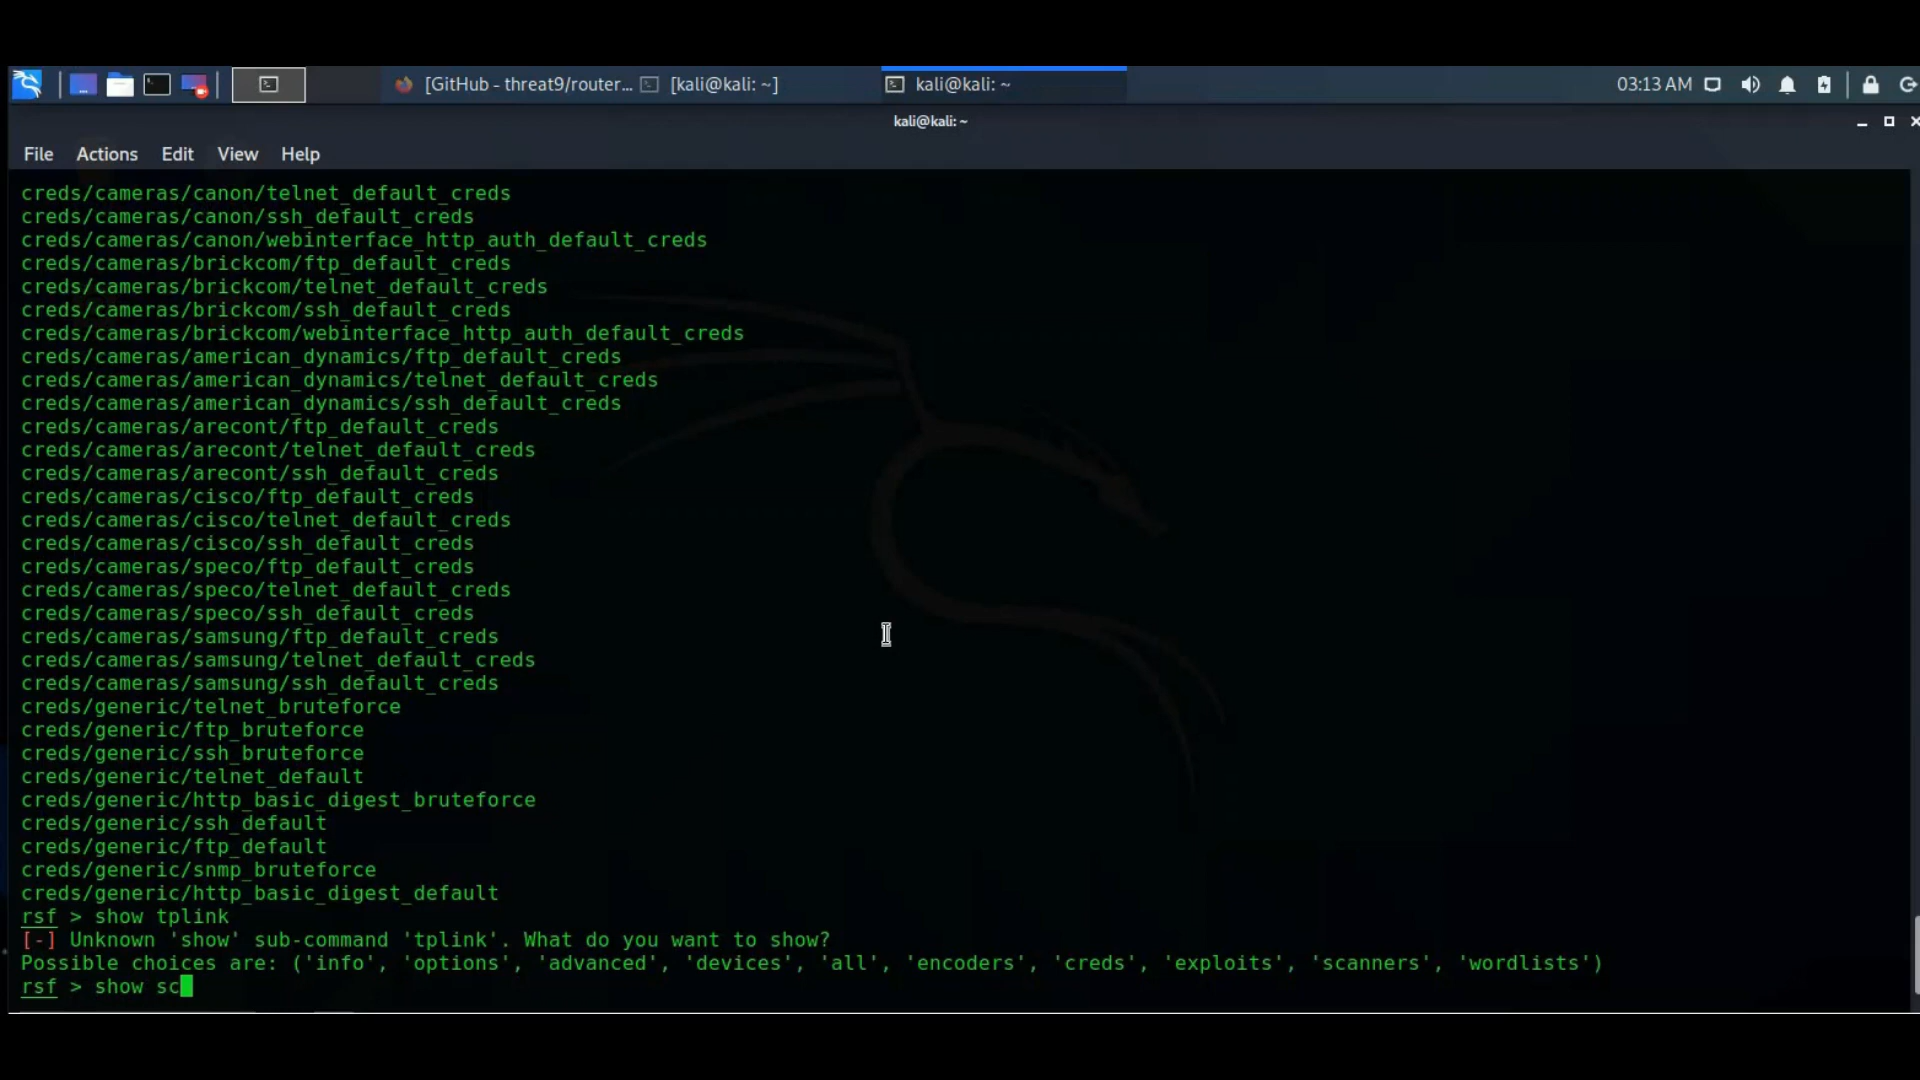 [GitHub - threat9/router... [kali@kali: ~] kali@kali: ~ 03:13 AM
kali@kali: ~
File Actions Edit View Help
creds/cameras/canon/telnet_default_creds
creds/cameras/canon/ssh_default_creds
creds/cameras/canon/webinterface_http_auth_default_creds
creds/cameras/brickcom/ftp_default_creds
creds/cameras/brickcom/telnet_default_creds
creds/cameras/brickcom/ssh_default_creds
creds/cameras/brickcom/webinterface_http_auth_default_creds
creds/cameras/american_dynamics/ftp_default_creds
creds/cameras/american_dynamics/telnet_default_creds
creds/cameras/american_dynamics/ssh_default_creds
creds/cameras/arecont/ftp_default_creds
creds/cameras/arecont/telnet_default_creds
creds/cameras/arecont/ssh_default_creds
creds/cameras/cisco/ftp_default_creds
creds/cameras/cisco/telnet_default_creds
creds/cameras/cisco/ssh_default_creds
creds/cameras/speco/ftp_default_creds
creds/cameras/speco/telnet_default_creds
creds/cameras/speco/ssh_default_creds
creds/cameras/samsung/ftp_default_creds
creds/cameras/samsung/telnet_default_creds
creds/cameras/samsung/ssh_default_creds
creds/generic/telnet_bruteforce
creds/generic/ftp_bruteforce
creds/generic/ssh_bruteforce
creds/generic/telnet_default
creds/generic/http_basic_digest_bruteforce
creds/generic/ssh_default
creds/generic/ftp_default
creds/generic/snmp_bruteforce
creds/generic/http_basic_digest_default
rsf > show tplink
[-] Unknown 'show' sub-command 'tplink'. What do you want to show?
Possible choices are: ('info', 'options', 'advanced', 'devices', 'all', 'encoders', 'creds', 'exploits', 'scanners', 'wordlists')
rsf > show sc